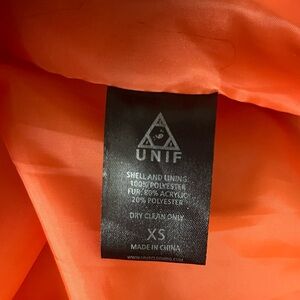 UNIF
SHELL AND LINING:
100% POLYESTER
FUR: 80% ACRYLIC
20% POLYESTER
DRY CLEAN ONLY
XS
MADE IN CHINA